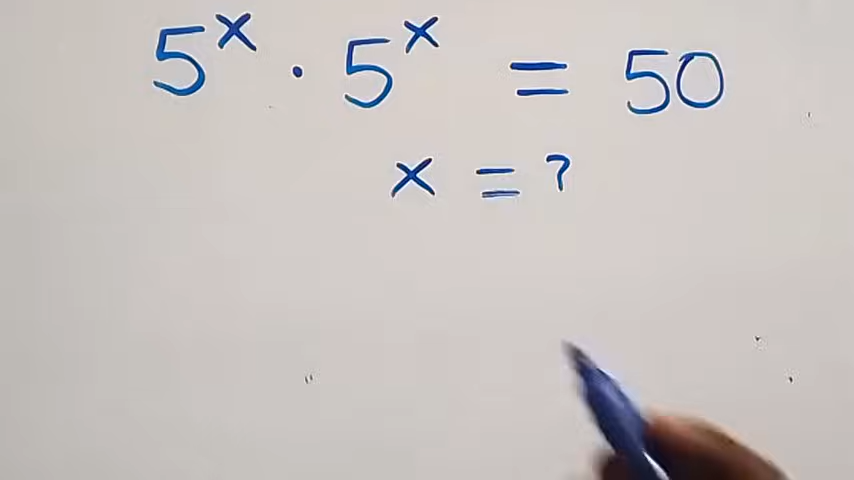 5^x · 5^x = 50
x = ?